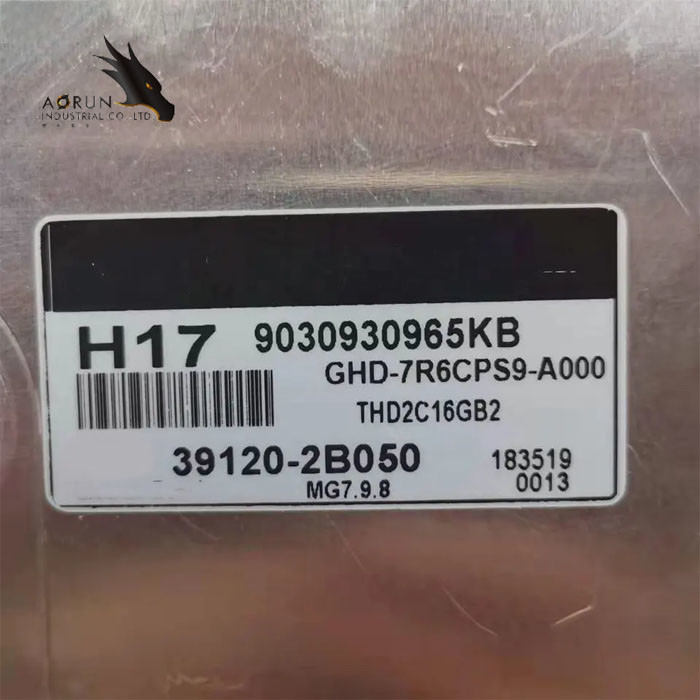 AORUN
INDUSTRIAL CO.,LTD
H17
9030930965KB
GHD-7R6CPS9-A000
THD2C16GB2
39120-2B050
183519
MG7.9.8
0013